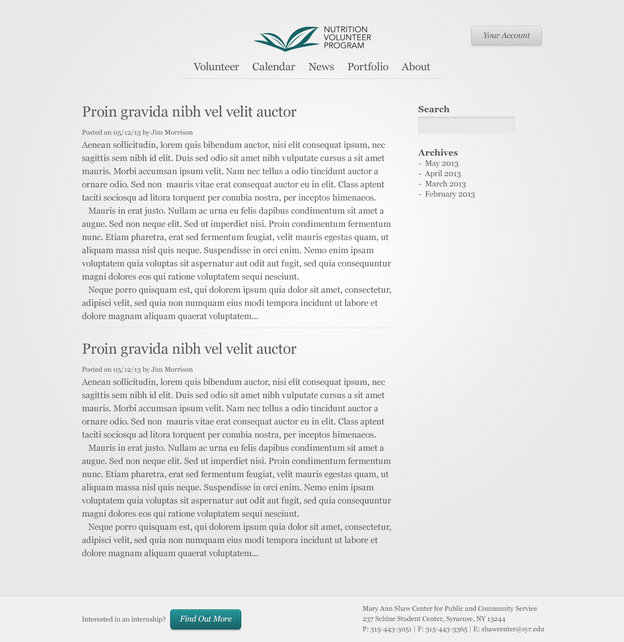 NUTRITION
VOLUNTEER
PROGRAM
Your Account
Volunteer Calendar News Portfolio About
Proin gravida nibh vel velit auctor
Posted on 05/12/13 by Jim Morrison
Aenean sollicitudin, lorem quis bibendum auctor, nisi elit consequat ipsum, nec
sagittis sem nibh id elit. Duis sed odio sit amet nibh vulputate cursus a sit amet
mauris. Morbi accumsan ipsum velit. Nam nec tellus a odio tincidunt auctor a
ornare odio. Sed non mauris vitae erat consequat auctor eu in elit. Class aptent
taciti sociosqu ad litora torquent per conubia nostra, per inceptos himenaeos.
Mauris in erat justo. Nullam ac urna eu felis dapibus condimentum sit amet a
augue. Sed non neque elit. Sed ut imperdiet nisi. Proin condimentum fermentum
nunc. Etiam pharetra, erat sed fermentum feugiat, velit mauris egestas quam, ut
aliquam massa nisl quis neque. Suspendisse in orci enim. Nemo enim ipsam
voluptatem quia voluptas sit aspernatur aut odit aut fugit, sed quia consequuntur
magni dolores eos qui ratione voluptatem sequi nesciunt.
Neque porro quisquam est, qui dolorem ipsum quia dolor sit amet, consectetur,
adipisci velit, sed quia non numquam eius modi tempora incidunt ut labore et
dolore magnam aliquam quaerat voluptatem...
Search
Archives
- May 2013
- April 2013
- March 2013
- February 2013
Proin gravida nibh vel velit auctor
Posted on 05/12/13 by Jim Morrison
Aenean sollicitudin, lorem quis bibendum auctor, nisi elit consequat ipsum, nec
sagittis sem nibh id elit. Duis sed odio sit amet nibh vulputate cursus a sit amet
mauris. Morbi accumsan ipsum velit. Nam nec tellus a odio tincidunt auctor a
ornare odio. Sed non mauris vitae erat consequat auctor eu in elit. Class aptent
taciti sociosqu ad litora torquent per conubia nostra, per inceptos himenaeos.
Mauris in erat justo. Nullam ac urna eu felis dapibus condimentum sit amet a
augue. Sed non neque elit. Sed ut imperdiet nisi. Proin condimentum fermentum
nunc. Etiam pharetra, erat sed fermentum feugiat, velit mauris egestas quam, ut
aliquam massa nisl quis neque. Suspendisse in orci enim. Nemo enim ipsam
voluptatem quia voluptas sit aspernatur aut odit aut fugit, sed quia consequuntur
magni dolores eos qui ratione voluptatem sequi nesciunt.
Neque porro quisquam est, qui dolorem ipsum quia dolor sit amet, consectetur,
adipisci velit, sed quia non numquam eius modi tempora incidunt ut labore et
dolore magnam aliquam quaerat voluptatem...
Interested in an internship? Find Out More
Mary Ann Shaw Center for Public and Community Service
237 Schine Student Center, Syracuse, NY 13244
P: 315-443-3051 | F: 315-443-3365 | E: shawcenter@syr.edu